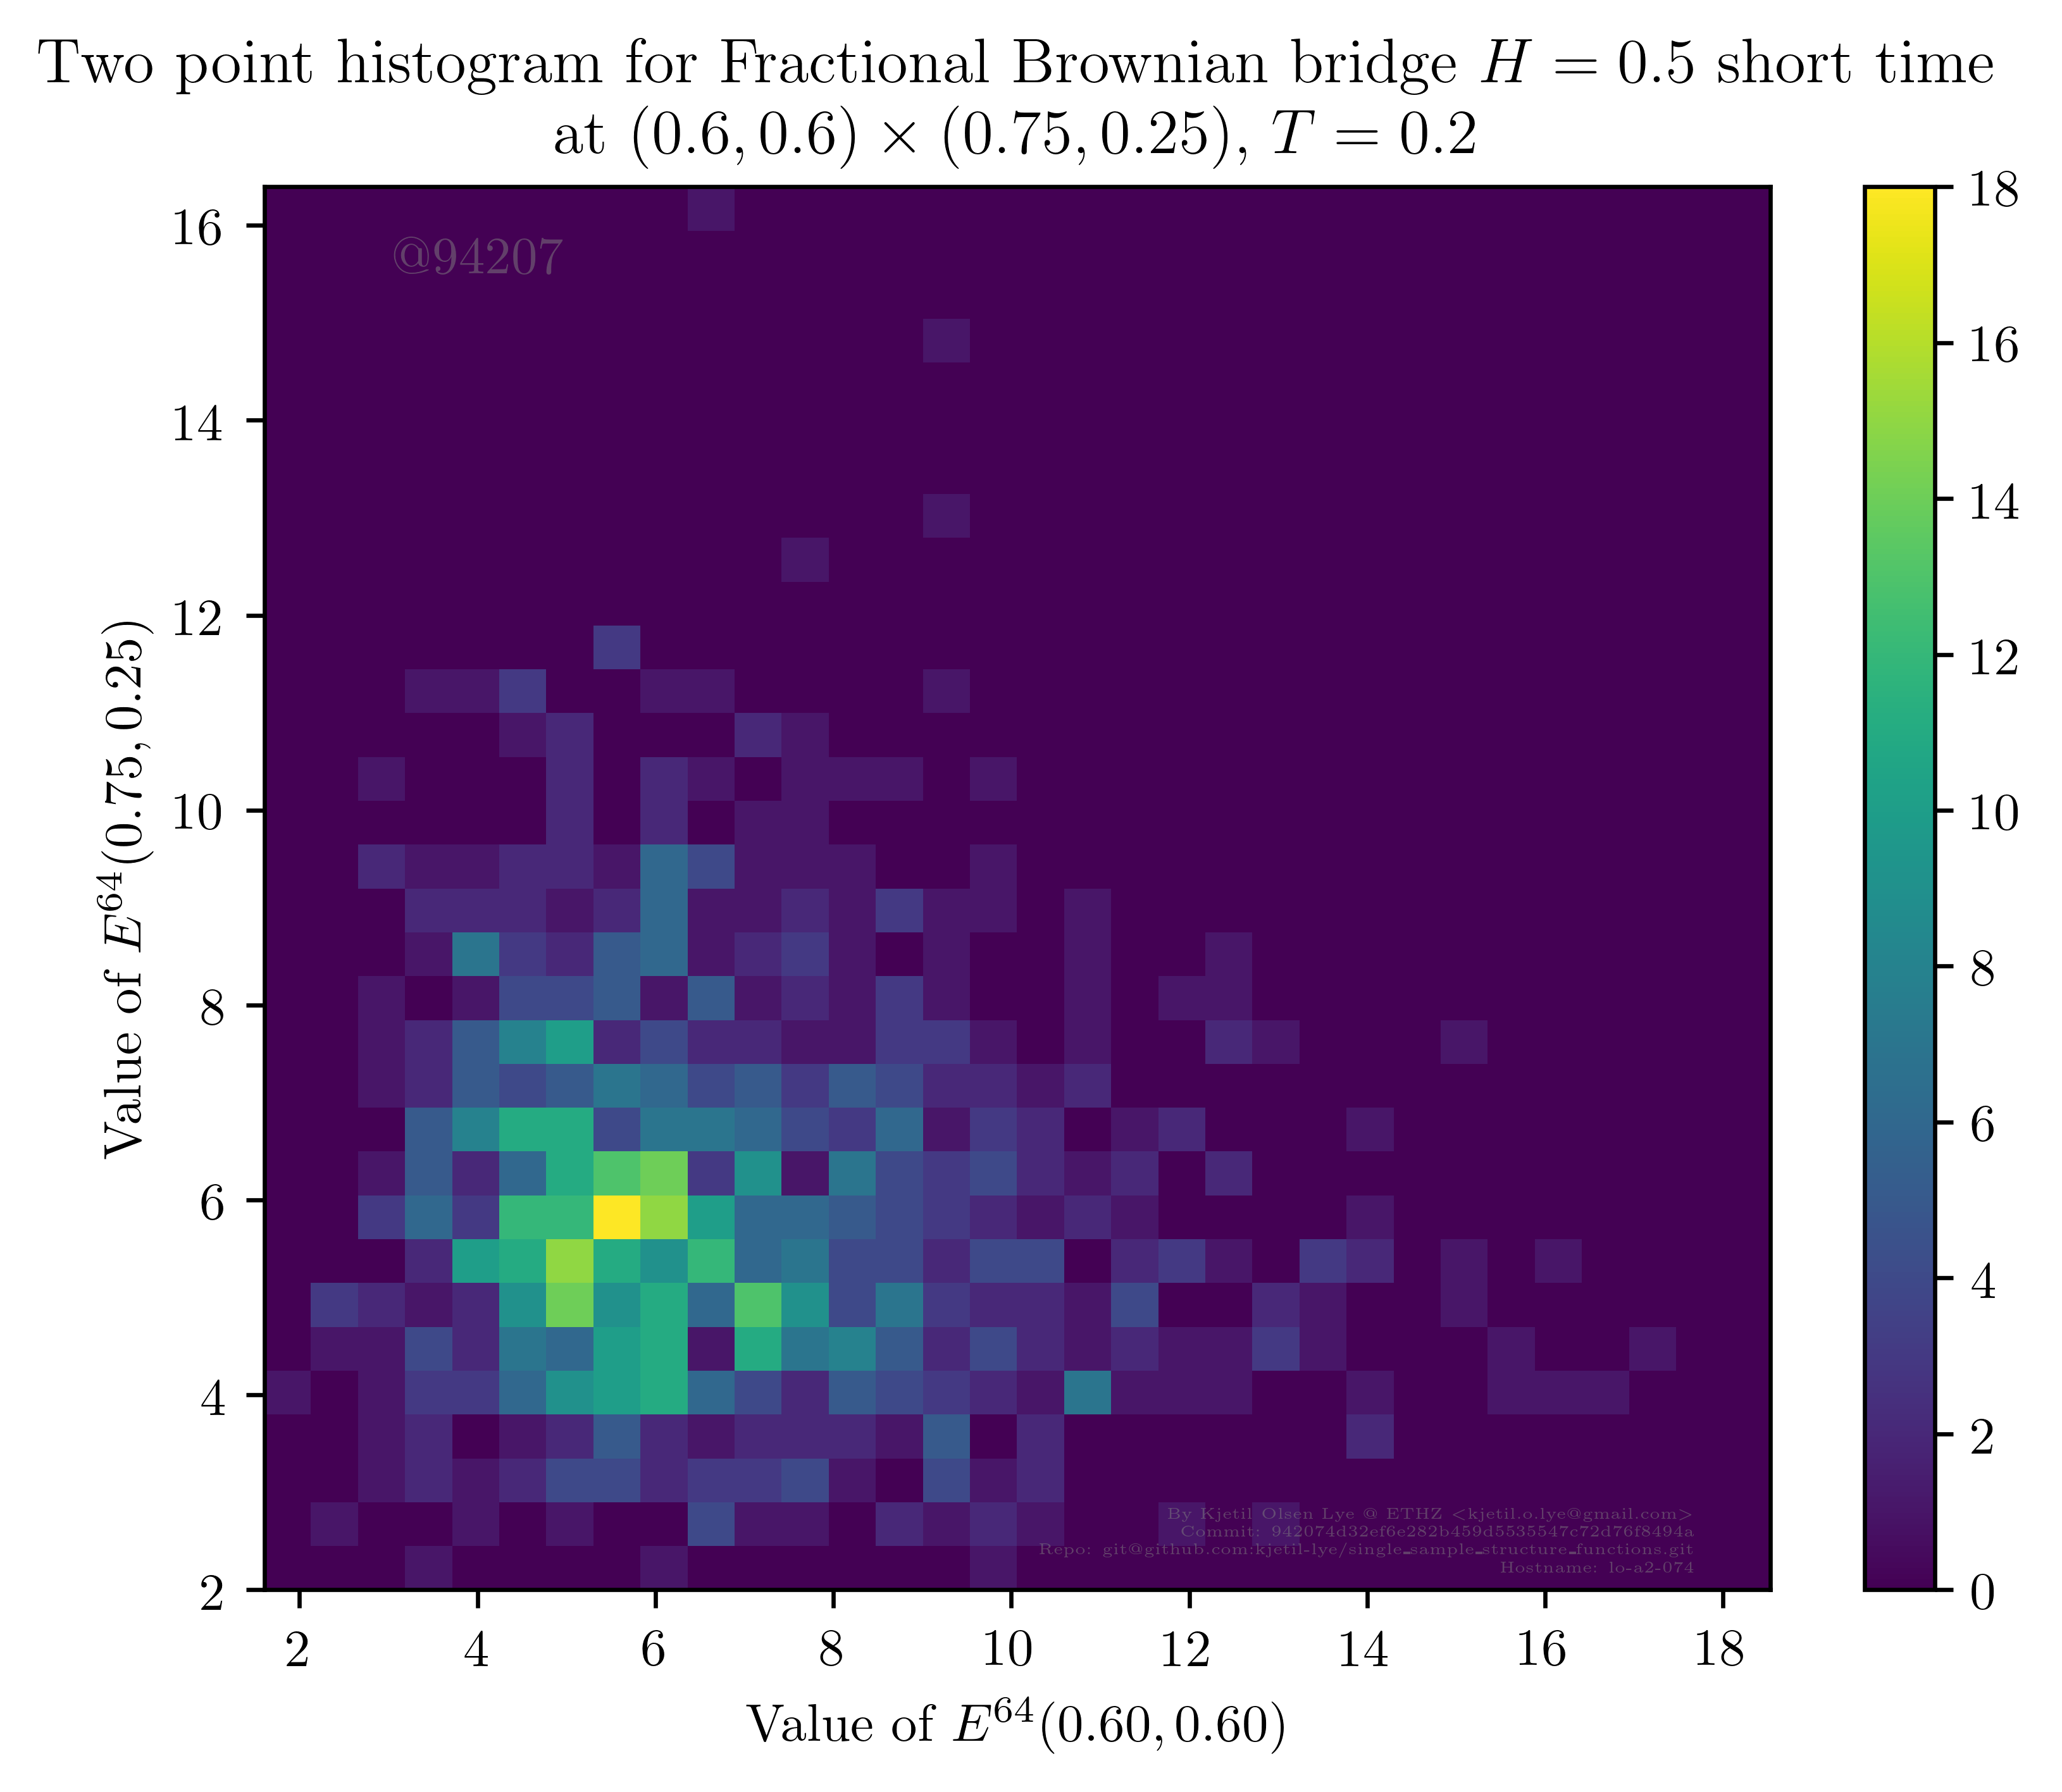 Two point histogram for Fractional Brownian bridge H = 0.5 short time
at (0.6, 0.6) × (0.75, 0.25), T = 0.2
@94207
16
14
12
10
8
6
4
2
Value of E^64(0.75, 0.25)
2 4 6 8 10 12 14 16 18
Value of E^64(0.60, 0.60)
18
16
14
12
10
8
6
4
2
0
By Kjetil Olsen Lye @ ETHZ <kjetil.o.lye@gmail.com>
Commit: 942074d32ef6e282b459d5535547c72d76f8494a
Repo: git@github.com:kjetil-lye/single_sample_structure_functions.git
Hostname: lo-a2-074